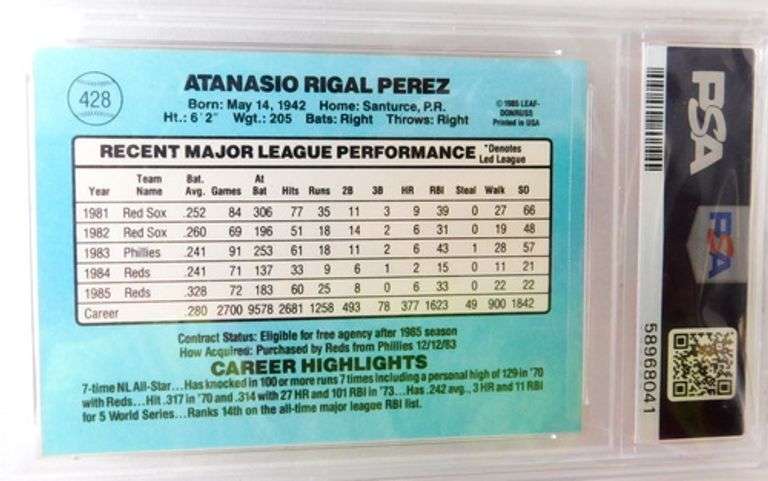 428
ATANASIO RIGAL PEREZ
Born: May 14, 1942 Home: Santurce, P.R.
Ht.: 6'2" Wgt.: 205 Bats: Right Throws: Right
© 1985 LEAF-
DONRUSS
Printed in USA
RECENT MAJOR LEAGUE PERFORMANCE
*Denotes
Led League
Year Team Name Bat. Avg. Games At Bat Hits Runs 2B 3B HR RBI Steal Walk SO
1981 Red Sox .252 84 306 77 35 11 3 9 39 0 27 66
1982 Red Sox .260 69 196 51 18 14 2 6 31 0 19 48
1983 Phillies .241 91 253 61 18 11 2 6 43 1 28 57
1984 Reds .241 71 137 33 9 6 1 2 15 0 11 21
1985 Reds .328 72 183 60 25 8 0 6 33 0 22 22
Career .280 2700 9578 2681 1258 493 78 377 1623 49 900 1842
Contract Status: Eligible for free agency after 1985 season
How Acquired: Purchased by Reds from Phillies 12/12/83
CAREER HIGHLIGHTS
7-time NL All-Star...Has knocked in 100 or more runs 7 times including a personal high of 129 in '70
with Reds...Hit .317 in '70 and .314 with 27 HR and 101 RBI in '73...Has .242 avg., 3 HR and 11 RBI
for 5 World Series...Ranks 14th on the all-time major league RBI list.
PSA
PSA
58968041